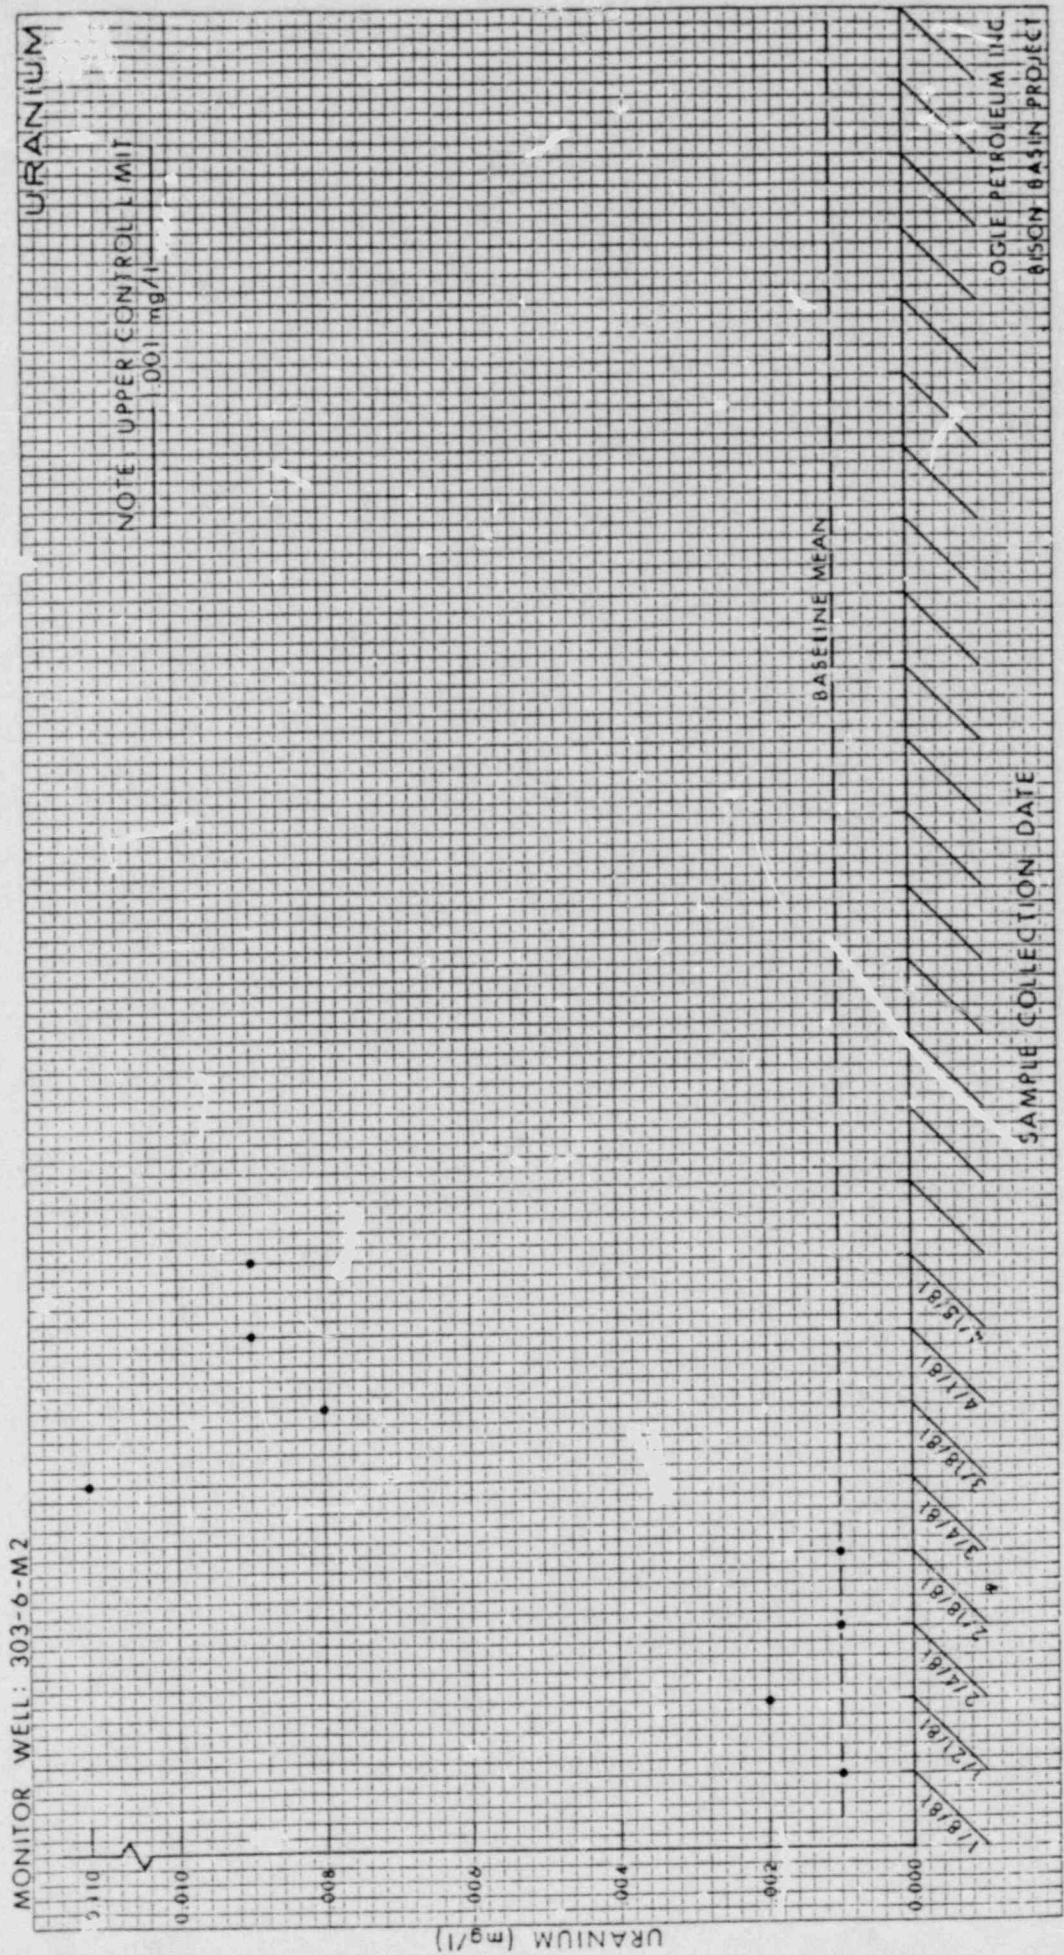 MONITOR WELL: 303-6-M2
URANIUM
NOTE: UPPER CONTROL LIMIT
1.001 mg/l
URANIUM (mg/l)
0.110
0.010
.008
.006
.004
.002
0.000
BASELINE MEAN
1/8/81
1/21/81
2/4/81
2/18/81
3/4/81
3/18/81
4/1/81
4/15/81
SAMPLE COLLECTION DATE
OGLE PETROLEUM INC.
BISON BASIN PROJECT